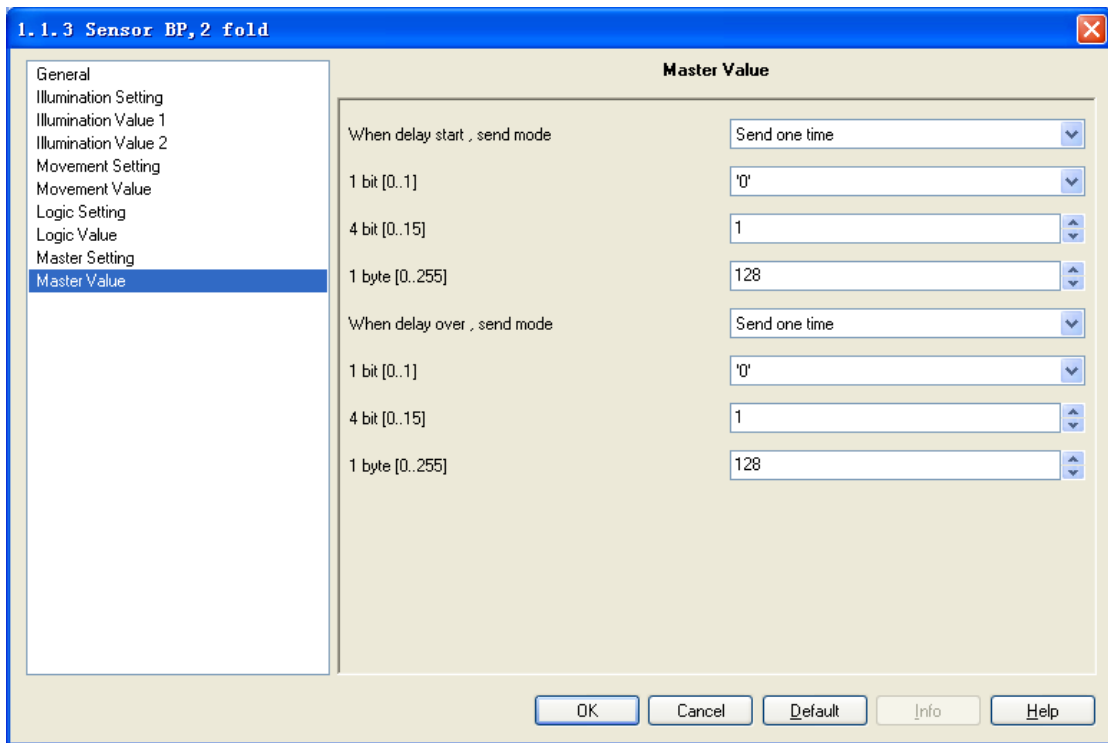 1.1.3 Sensor BP,2 fold
General
Illumination Setting
Illumination Value 1
Illumination Value 2
Movement Setting
Movement Value
Logic Setting
Logic Value
Master Setting
Master Value
Master Value
When delay start , send mode Send one time
1 bit [0..1] '0'
4 bit [0..15] 1
1 byte [0..255] 128
When delay over , send mode Send one time
1 bit [0..1] '0'
4 bit [0..15] 1
1 byte [0..255] 128
OK Cancel Default Info Help